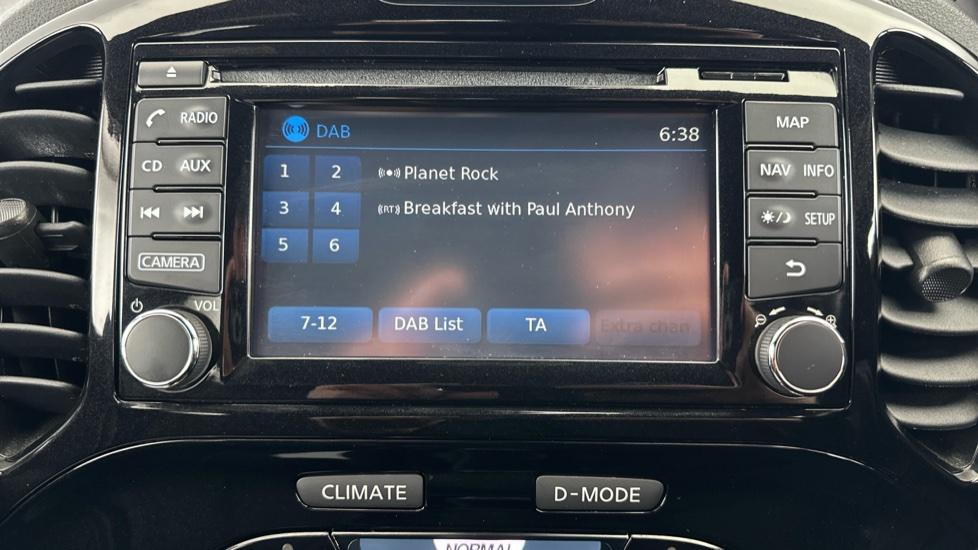 RADIO
CD AUX
CAMERA
VOL
DAB 6:38
1 2 Planet Rock
3 4 (RT) Breakfast with Paul Anthony
5 6
7-12 DAB List TA Extra chan
MAP
NAV INFO
SETUP
CLIMATE D-MODE
NORMAL